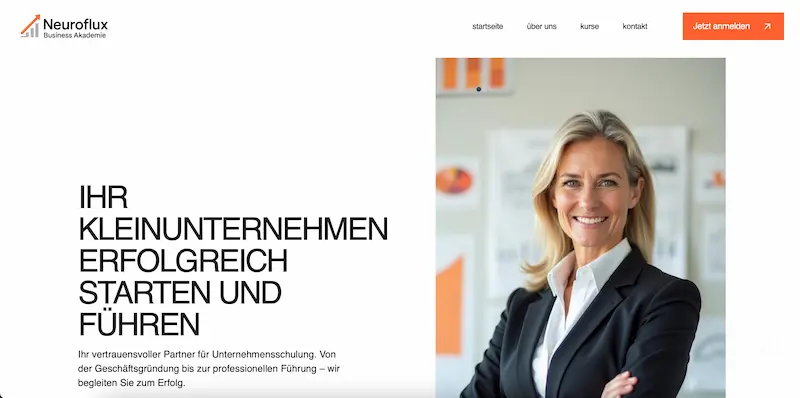 Neuroflux
Business Akademie
startseite
über uns
kurse
kontakt
Jetzt anmelden
IHR
KLEINUNTERNEHMEN
ERFOLGREICH
STARTEN UND
FÜHREN
Ihr vertrauensvoller Partner für Unternehmensschulung. Von
der Geschäftsgründung bis zur professionellen Führung – wir
begleiten Sie zum Erfolg.